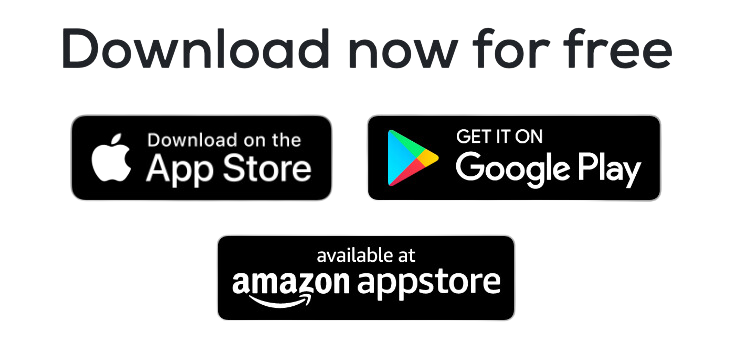 Download now for free
Download on the
App Store
GET IT ON
Google Play
available at
amazon appstore